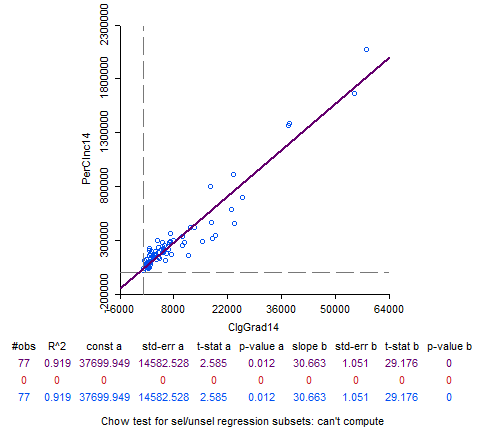 2300000
1800000
1300000
800000
300000
-200000
PerCInc14
-6000
8000
22000
36000
50000
64000
ClgGrad14
#obs R^2 const a std-err a t-stat a p-value a slope b std-err b t-stat b p-value b
77 0.919 37699.949 14582.528 2.585 0.012 30.663 1.051 29.176 0
0 0 0 0 0 0 0 0 0 0
77 0.919 37699.949 14582.528 2.585 0.012 30.663 1.051 29.176 0
Chow test for sel/unsel regression subsets: can't compute